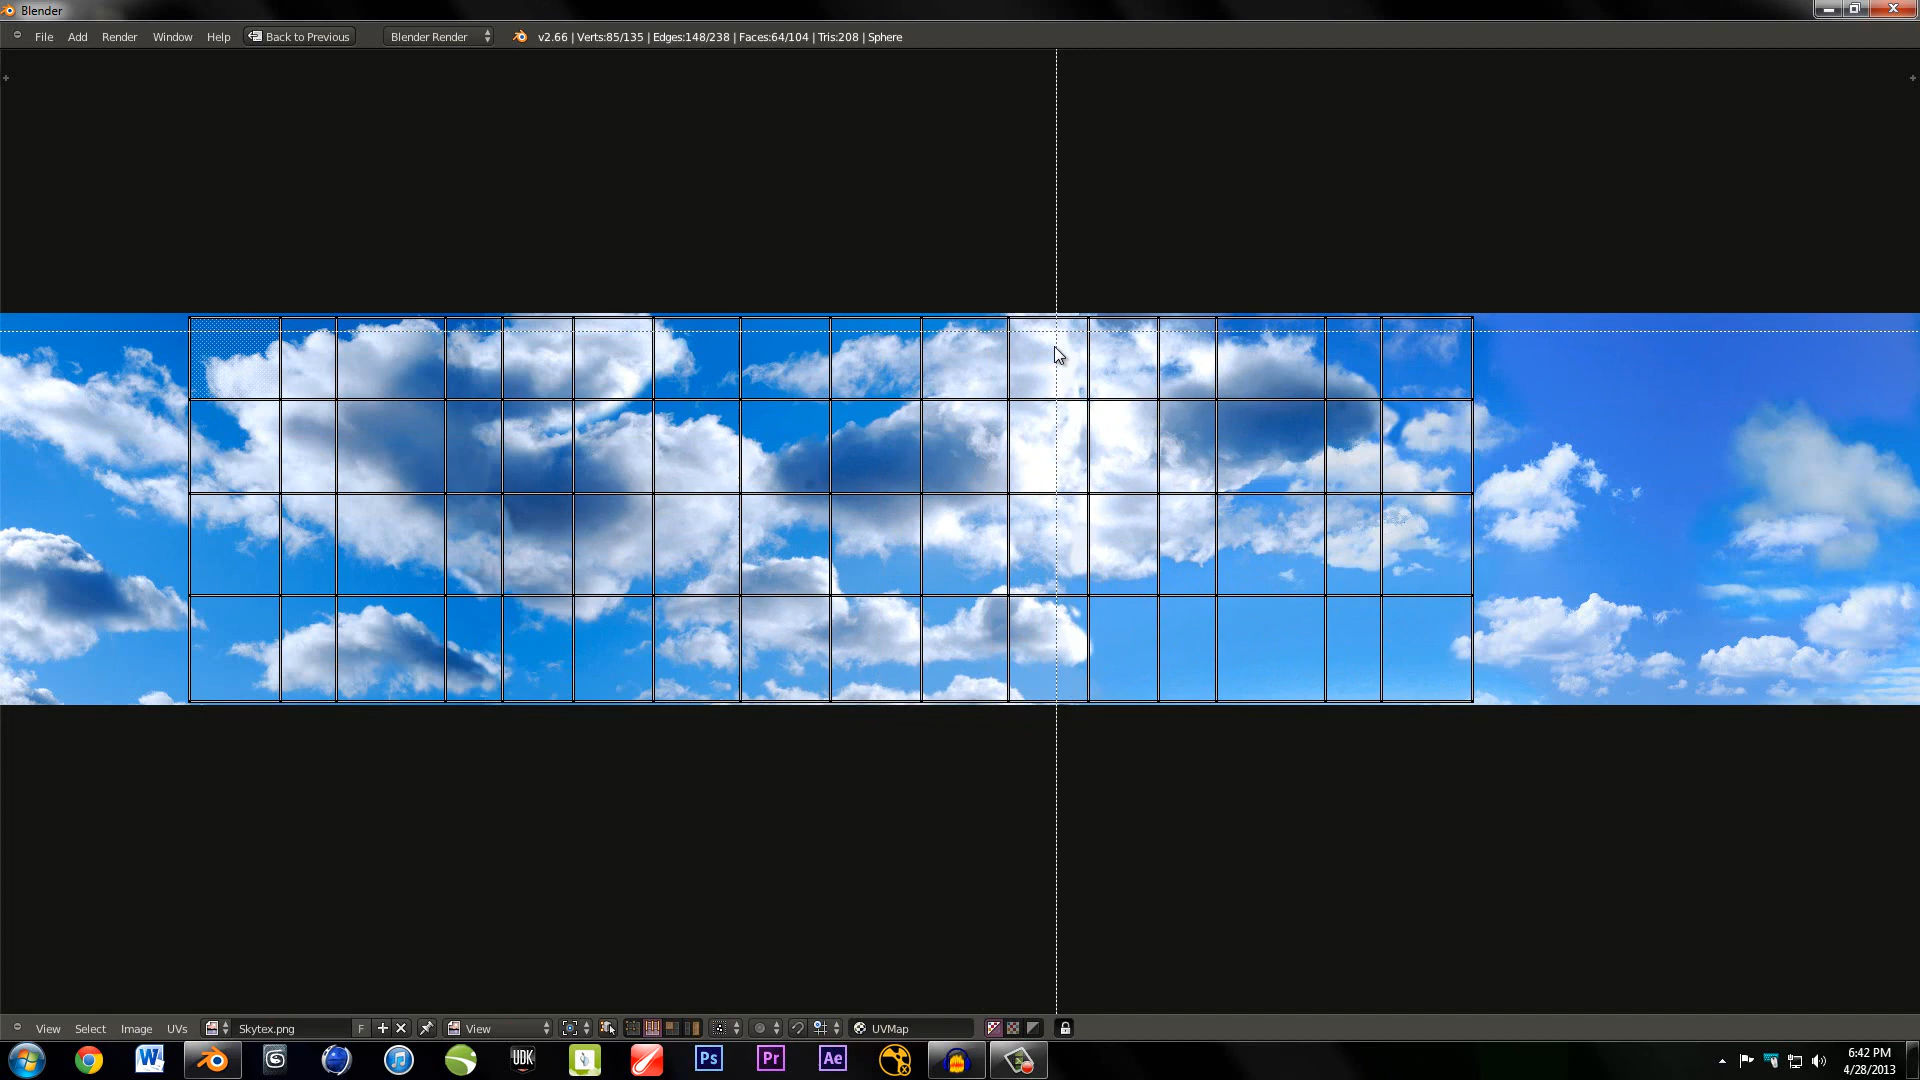 Blender
File Add Render Window Help Back to Previous Blender Render v2.66 | Verts:85/135 | Edges:148/238 | Faces:64/104 | Tris:208 | Sphere
View Select Image UVs Skytex.png F View UVMap
W UDK Ps Pr Ae 6:42 PM
4/28/2013